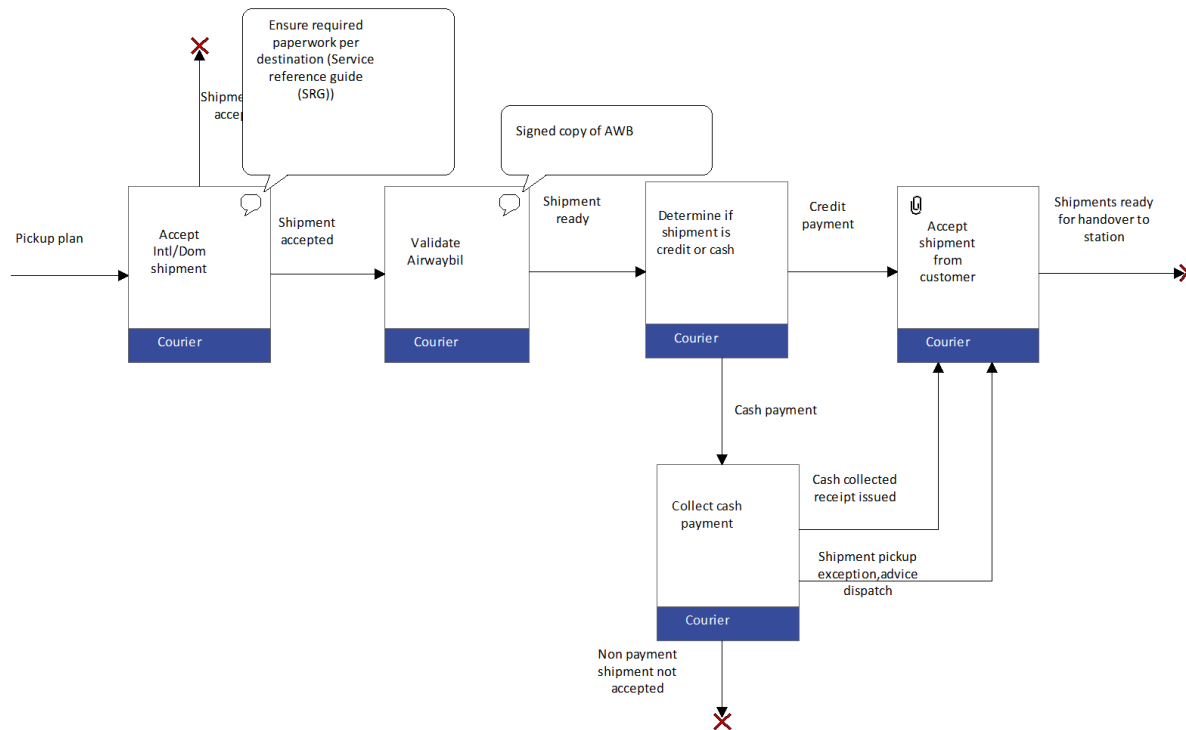 Ensure required
paperwork per
destination (Service
reference guide
(SRG))
Signed copy of AWB
Pickup plan
Accept
Intl/Dom
shipment
Courier
Shipment
accepted
Validate
Airwaybil
Courier
Shipment
ready
Determine if
shipment is
credit or cash
Courier
Credit
payment
Accept
shipment
from
customer
Courier
Shipments ready
for handover to
station
Cash payment
Collect cash
payment
Courier
Cash collected
receipt issued
Shipment pickup
exception,advice
dispatch
Non payment
shipment not
accepted